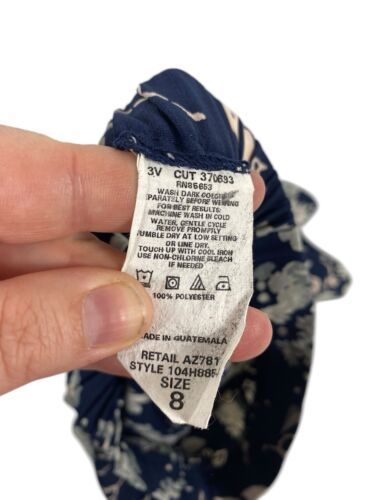 3V CUT 370693
RN85653
WASH DARK COLORS
SEPARATELY BEFORE WEARING
FOR BEST RESULTS:
MACHINE WASH IN COLD
WATER, GENTLE CYCLE
REMOVE PROMPTLY
TUMBLE DRY AT LOW SETTING
OR LINE DRY.
TOUCH UP WITH COOL IRON
USE NON-CHLORINE BLEACH
IF NEEDED
100% POLYESTER
MADE IN GUATEMALA
RETAIL AZ781
STYLE
SIZE
8